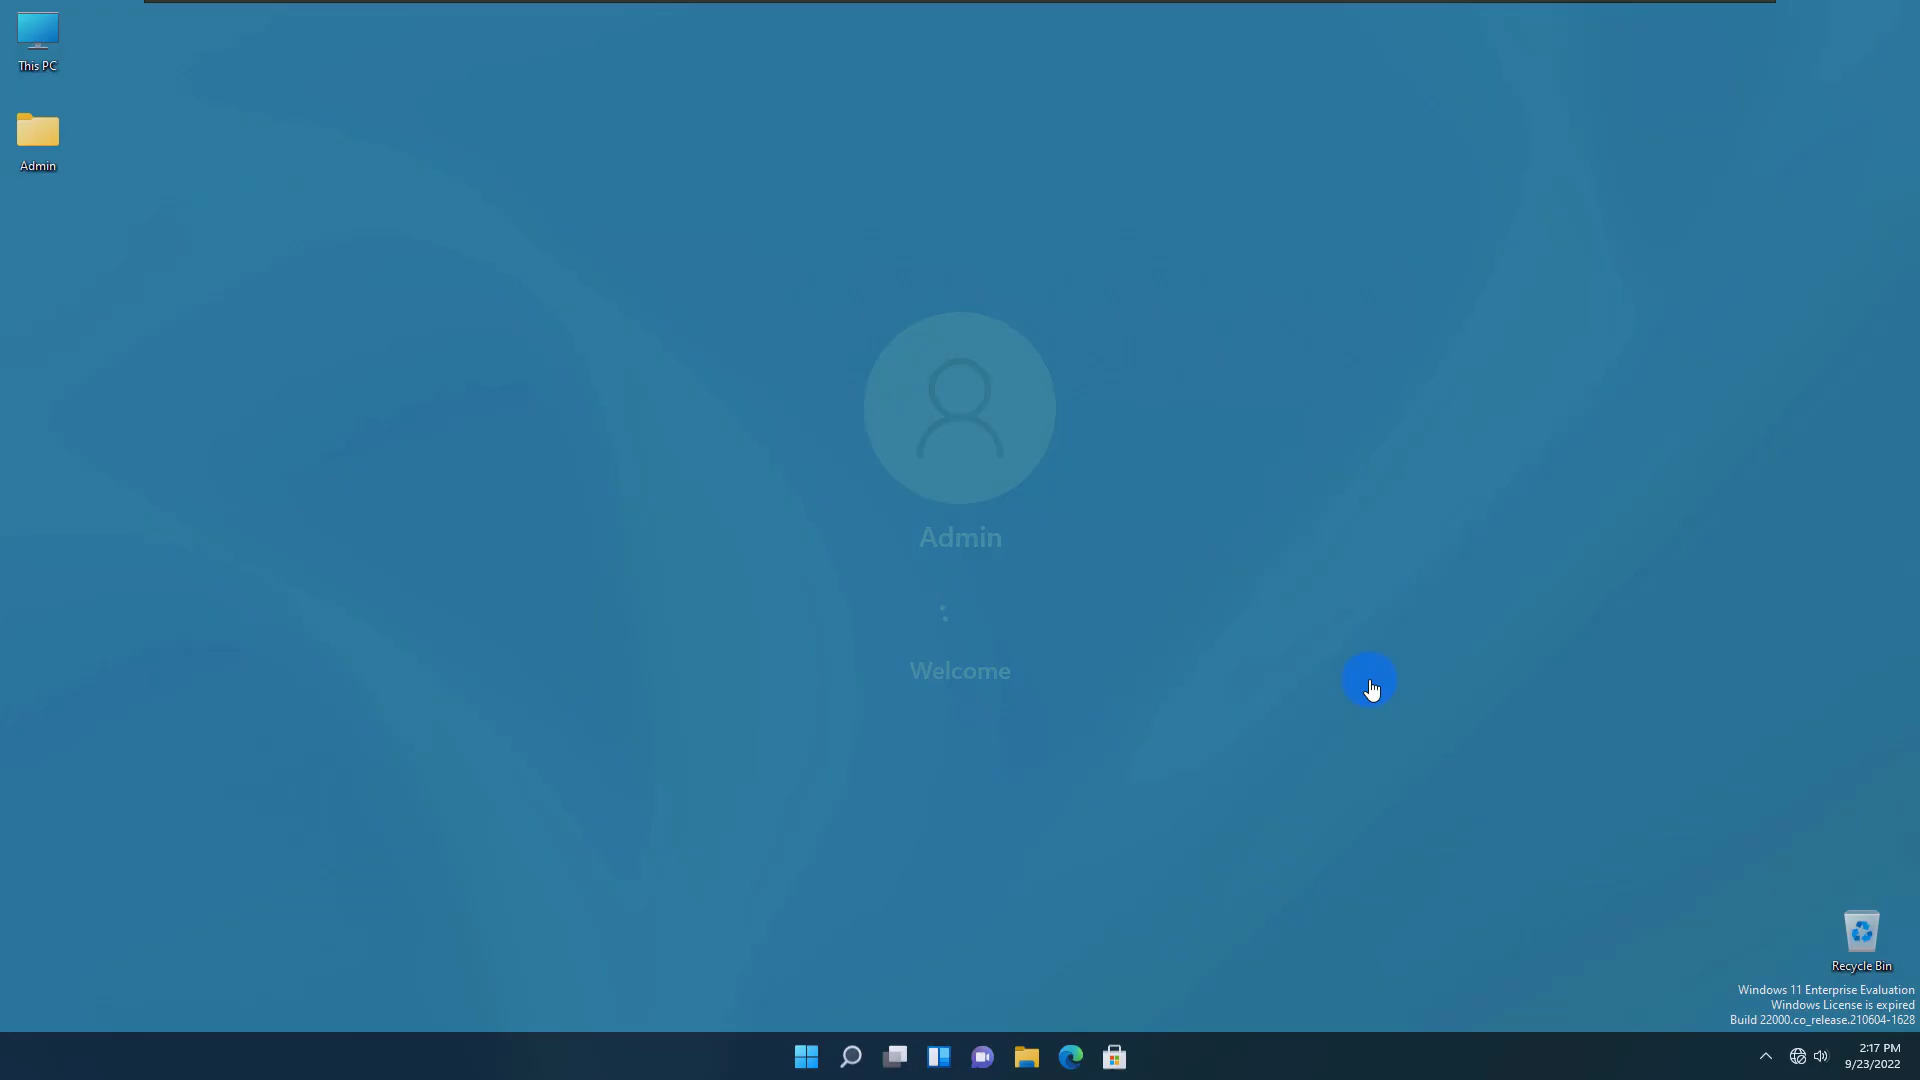 This PC
Admin
Admin
Welcome
Recycle Bin
Windows 11 Enterprise Evaluation
Windows License is expired
Build 22000.co_release.210604-1628
2:17 PM
9/23/2022